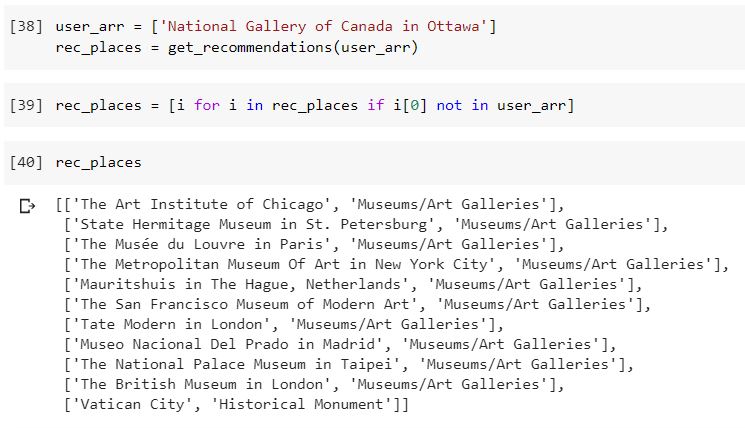 [38] user_arr = ['National Gallery of Canada in Ottawa']
rec_places = get_recommendations(user_arr)
[39] rec_places = [i for i in rec_places if i[0] not in user_arr]
[40] rec_places
[['The Art Institute of Chicago', 'Museums/Art Galleries'],
['State Hermitage Museum in St. Petersburg', 'Museums/Art Galleries'],
['The Musée du Louvre in Paris', 'Museums/Art Galleries'],
['The Metropolitan Museum Of Art in New York City', 'Museums/Art Galleries'],
['Mauritshuis in The Hague, Netherlands', 'Museums/Art Galleries'],
['The San Francisco Museum of Modern Art', 'Museums/Art Galleries'],
['Tate Modern in London', 'Museums/Art Galleries'],
['Museo Nacional Del Prado in Madrid', 'Museums/Art Galleries'],
['The National Palace Museum in Taipei', 'Museums/Art Galleries'],
['The British Museum in London', 'Museums/Art Galleries'],
['Vatican City', 'Historical Monument']]